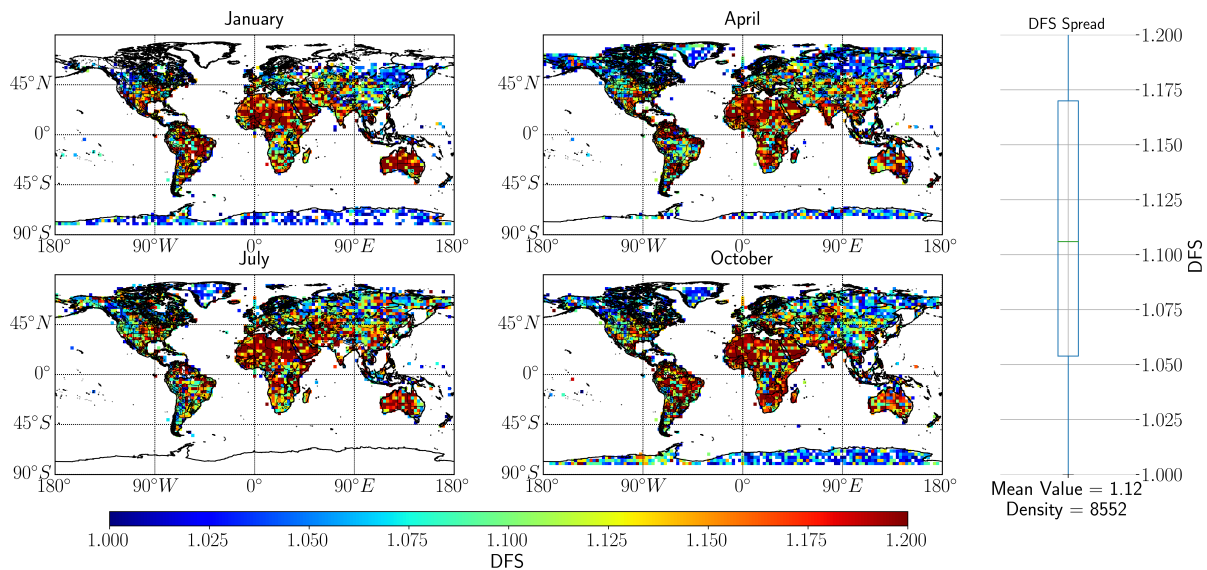 January
April
DFS Spread
45°N
0°
45°S
90°S
180°
90°W
0°
90°E
180°
45°N
0°
45°S
90°S
180°
90°W
0°
90°E
180°
July
October
45°N
0°
45°S
90°S
180°
90°W
0°
90°E
180°
45°N
0°
45°S
90°S
180°
90°W
0°
90°E
180°
1.200
1.175
1.150
1.125
1.100
1.075
1.050
1.025
1.000
DFS
Mean Value = 1.12
Density = 8552
1.000 1.025 1.050 1.075 1.100 1.125 1.150 1.175 1.200
DFS